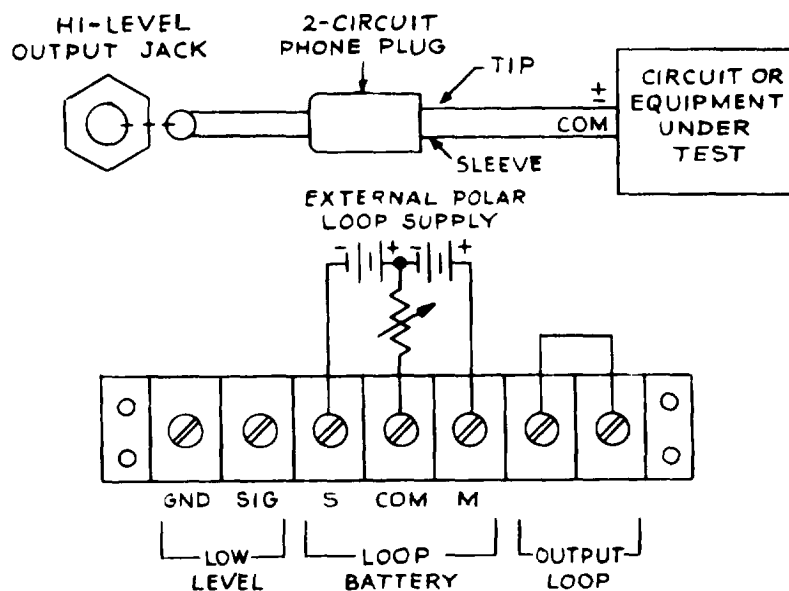 HI-LEVEL
OUTPUT JACK
2-CIRCUIT
PHONE PLUG
TIP
±
COM
SLEEVE
CIRCUIT OR
EQUIPMENT
UNDER
TEST
EXTERNAL POLAR
LOOP SUPPLY
- + - +
GND SIG S COM M
LOW
LEVEL
LOOP
BATTERY
OUTPUT
LOOP